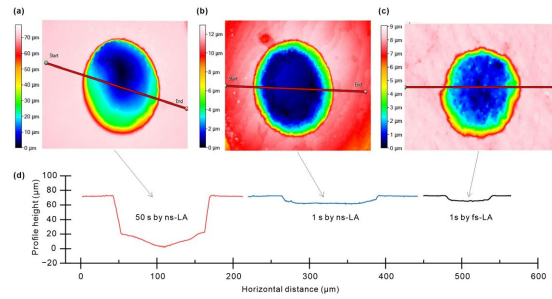 (a)
70 µm
60 µm
50 µm
40 µm
30 µm
20 µm
10 µm
0 µm
Start
End
(b)
12 µm
10 µm
8 µm
6 µm
4 µm
2 µm
0 µm
Start
End
(c)
9 µm
8 µm
7 µm
6 µm
5 µm
4 µm
3 µm
2 µm
1 µm
0 µm
(d)
Profile height (µm)
100
80
60
40
20
0
−20
50 s by ns-LA
1 s by ns-LA
1s by fs-LA
0
100
200
300
400
500
600
Horizontal distance (µm)